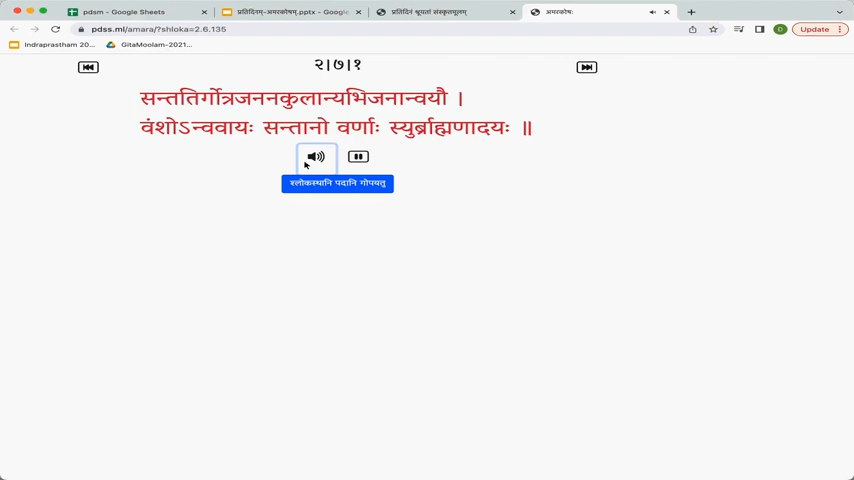 pdsm - Google Sheets
प्रतिदिनम्-अमरकोषम्.pptx - Google
प्रतिदिनं श्रूयतां संस्कृतमूलम्
अमरकोषः
pdss.ml/amara/?shloka=2.6.135
D
Update
Indraprastham 20...
GitaMoolam-2021...
२|७|१
सन्ततिर्गोत्रजननकुलान्यभिजनान्वयौ ।
वंशोऽन्ववायः सन्तानो वर्णाः स्युर्ब्राह्मणादयः ॥
श्लोकस्थानि पदानि गोपयतु